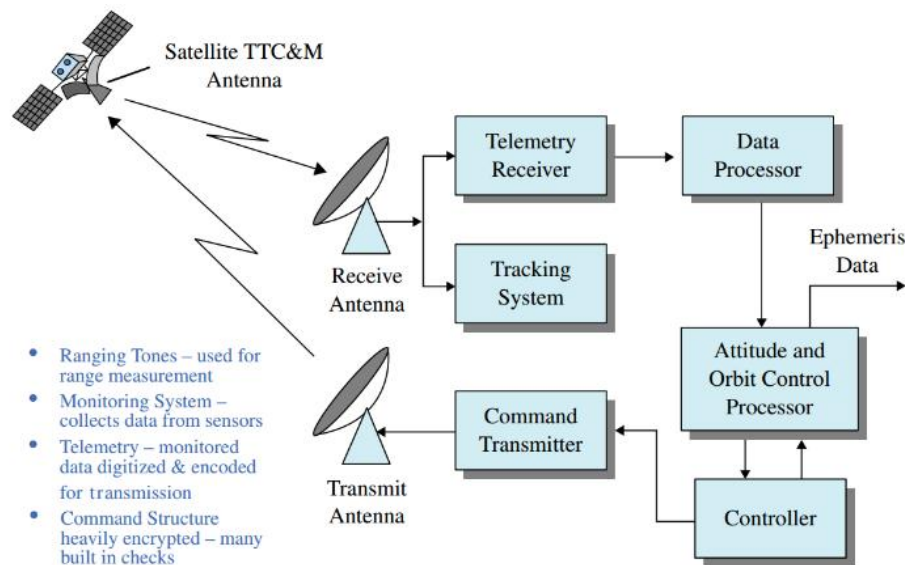 Satellite TTC&M
Antenna
Telemetry
Receiver
Data
Processor
Receive
Antenna
Tracking
System
Ephemeris
Data
Attitude and
Orbit Control
Processor
Command
Transmitter
Transmit
Antenna
Controller
• Ranging Tones – used for
range measurement
• Monitoring System –
collects data from sensors
• Telemetry – monitored
data digitized & encoded
for transmission
• Command Structure
heavily encrypted – many
built in checks